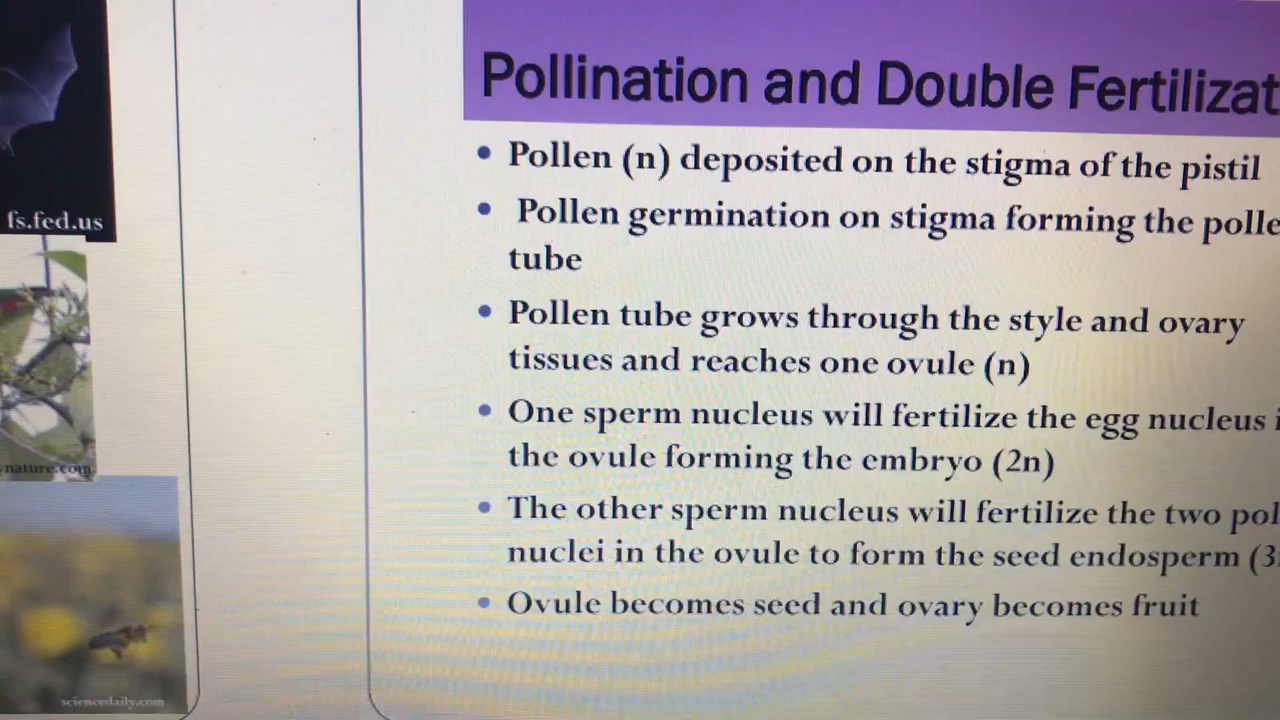 Pollination and Double Fertilizat
Pollen (n) deposited on the stigma of the pistil
Pollen germination on stigma forming the polle
tube
Pollen tube grows through the style and ovary
tissues and reaches one ovule (n)
One sperm nucleus will fertilize the egg nucleus i
the ovule forming the embryo (2n)
The other sperm nucleus will fertilize the two pol
nuclei in the ovule to form the seed endosperm (3
Ovule becomes seed and ovary becomes fruit
fs.fed.us
nature.com
sciencedaily.com